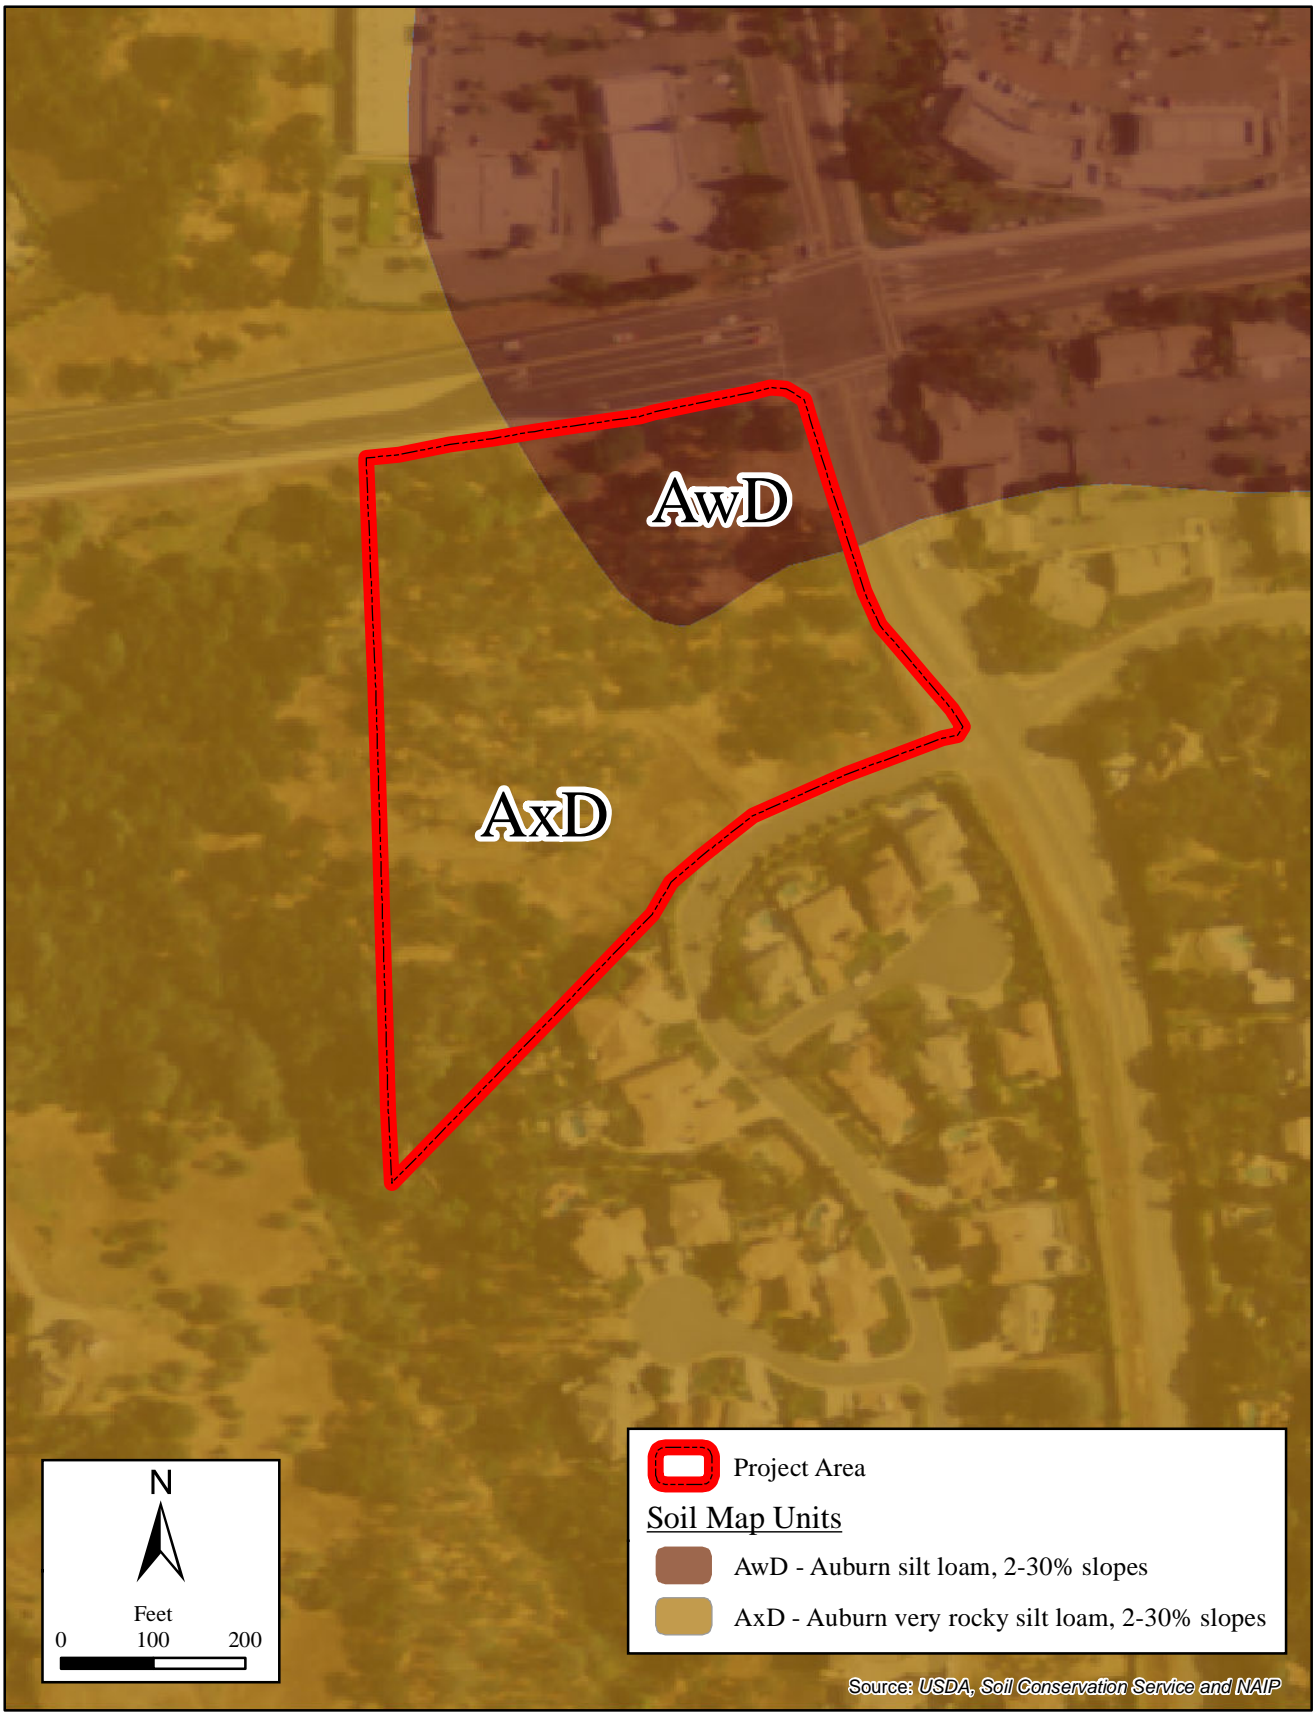 AwD
AxD
N
Feet
0 100 200
Project Area
Soil Map Units
AwD - Auburn silt loam, 2-30% slopes
AxD - Auburn very rocky silt loam, 2-30% slopes
Source: USDA, Soil Conservation Service and NAIP